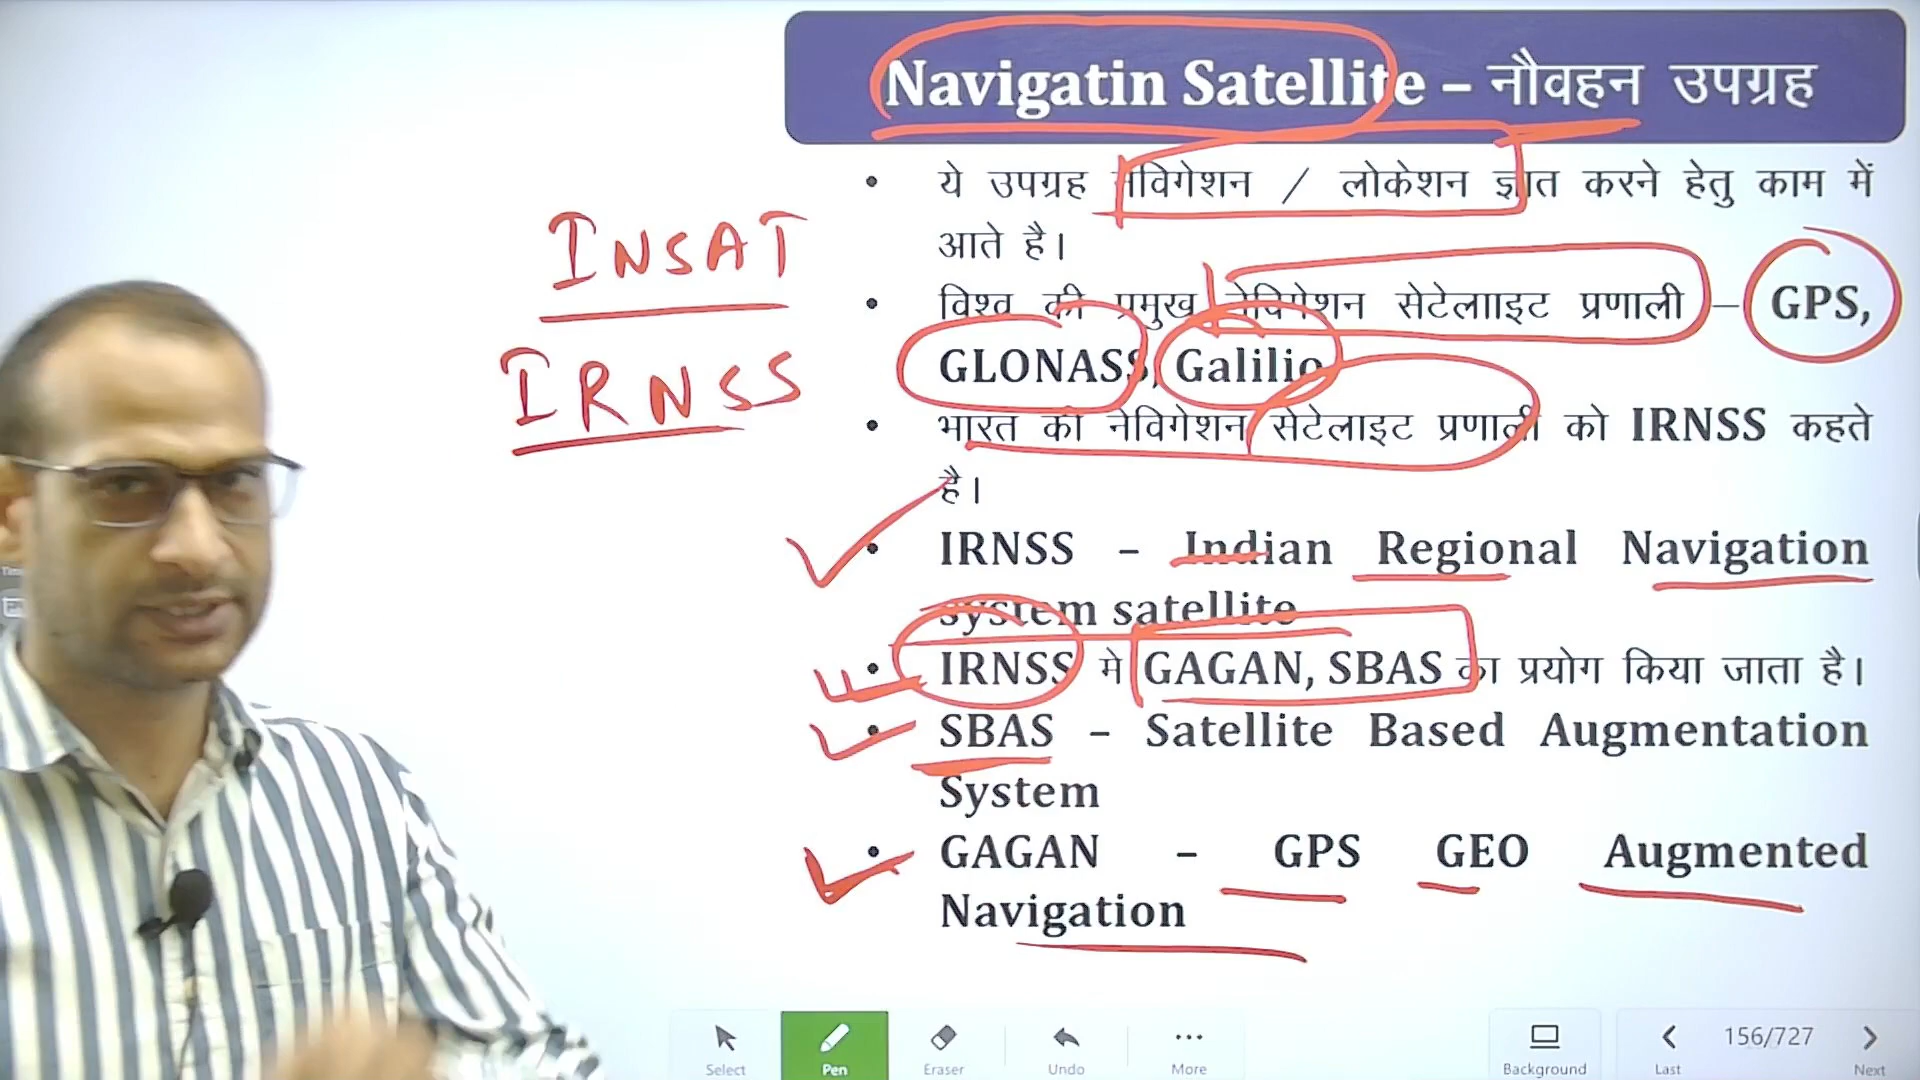 Navigatin Satellite – नौवहन उपग्रह
• ये उपग्रह नेविगेशन / लोकेशन ज्ञात करने हेतु काम में
आते है।
INSAT
• विश्व की प्रमुख नेविगेशन सेटेलााइट प्रणाली – GPS,
GLONASS, Galilio
IRNSS
• भारत की नेविगेशन सेटेलाइट प्रणाली को IRNSS कहते
है।
• IRNSS – Indian Regional Navigation
system satellite
• IRNSS मे GAGAN, SBAS का प्रयोग किया जाता है।
• SBAS – Satellite Based Augmentation
System
• GAGAN – GPS GEO Augmented
Navigation
Select Pen Eraser Undo More Background Last 156/727 Next